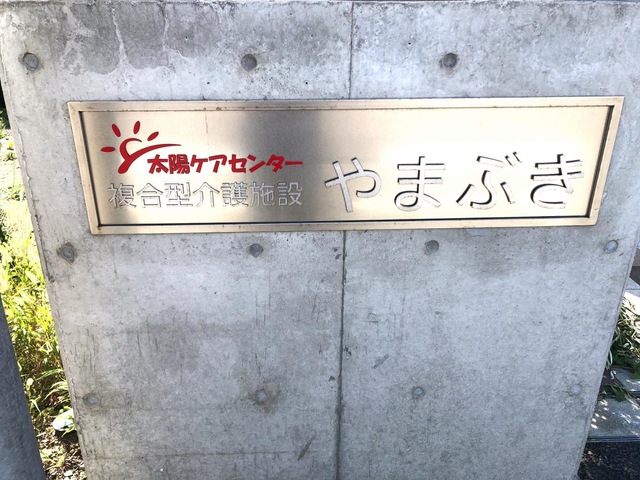 太陽ケアセンター
複合型介護施設 やまぶき